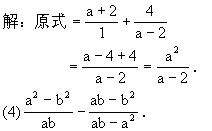 解：原式 = (a+2)/1 + 4/(a-2)
= (a-4+4)/(a-2) = a²/(a-2).
(4) (a²-b²)/ab - (ab-b²)/(ab-a²).